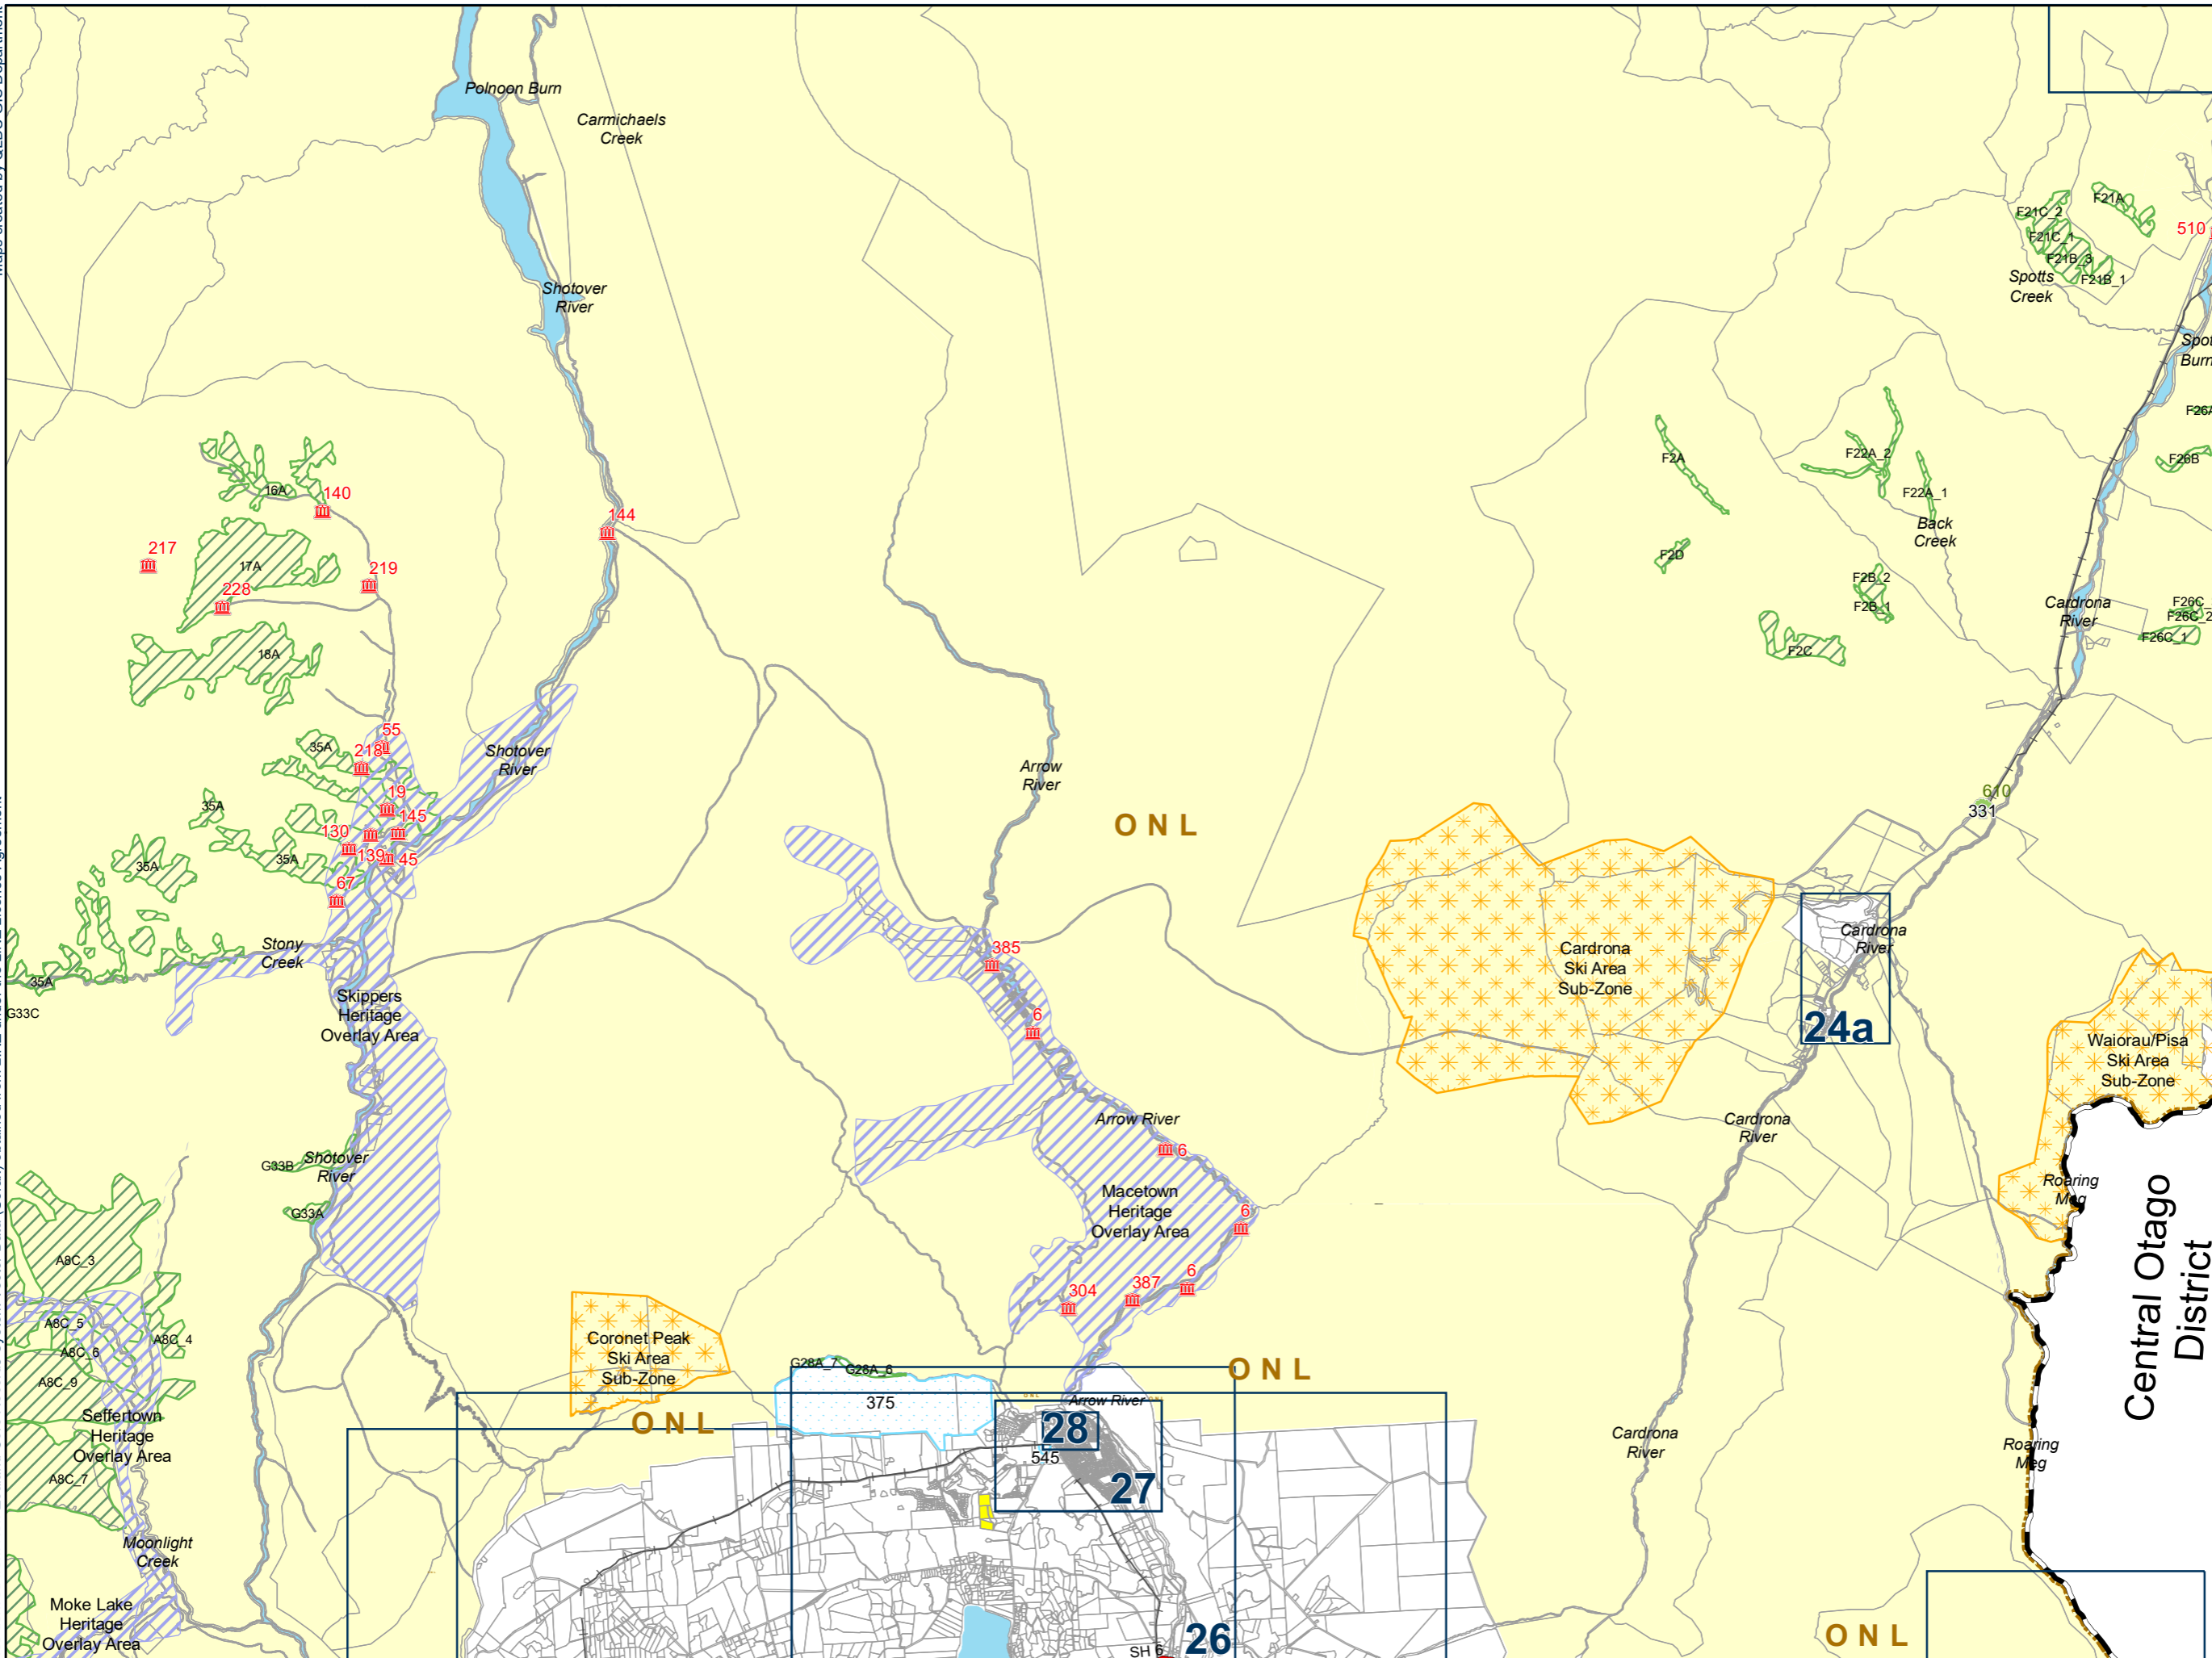 Polnoon Burn
Carmichaels
Creek
F21A
F21C_2
510
F21C_1
F21B_3
F21B_1
Spotts
Creek
Shotover
River
Burn
F2A
F22A_2
F26B
16A
140
F22A_1
144
Back
Creek
217
17A
219
F2D
228
F2B_2
F2B_1
Cardrona
River
F26C_2
F26C_1
18A
F2C
55
35A
218
Shotover
River
Arrow
River
19
35A
610
331
145
130
ONL
139
45
35A
35A
67
Stony
Creek
385
Cardrona
River
Cardrona
Ski Area
Sub-Zone
35A
Skippers
Heritage
Overlay Area
G33C
6
24a
Waiorau/Pisa
Ski Area
Sub-Zone
Arrow River
Cardrona
River
6
G33B
Shotover
River
Macetown
Heritage
Overlay Area
Roaring
Meg
G33A
6
Central Otago
District
A8C_3
6
387
304
A8C_5
A8C_4
A8C_6
Coronet Peak
Ski Area
Sub-Zone
G28A_7
G28A_6
ONL
A8C_9
375
Arrow River
Seffertown
Heritage
Overlay Area
ONL
28
545
Cardrona
River
Roaring
Meg
A8C_7
27
Moonlight
Creek
Moke Lake
Heritage
Overlay Area
26
SH 6
ONL